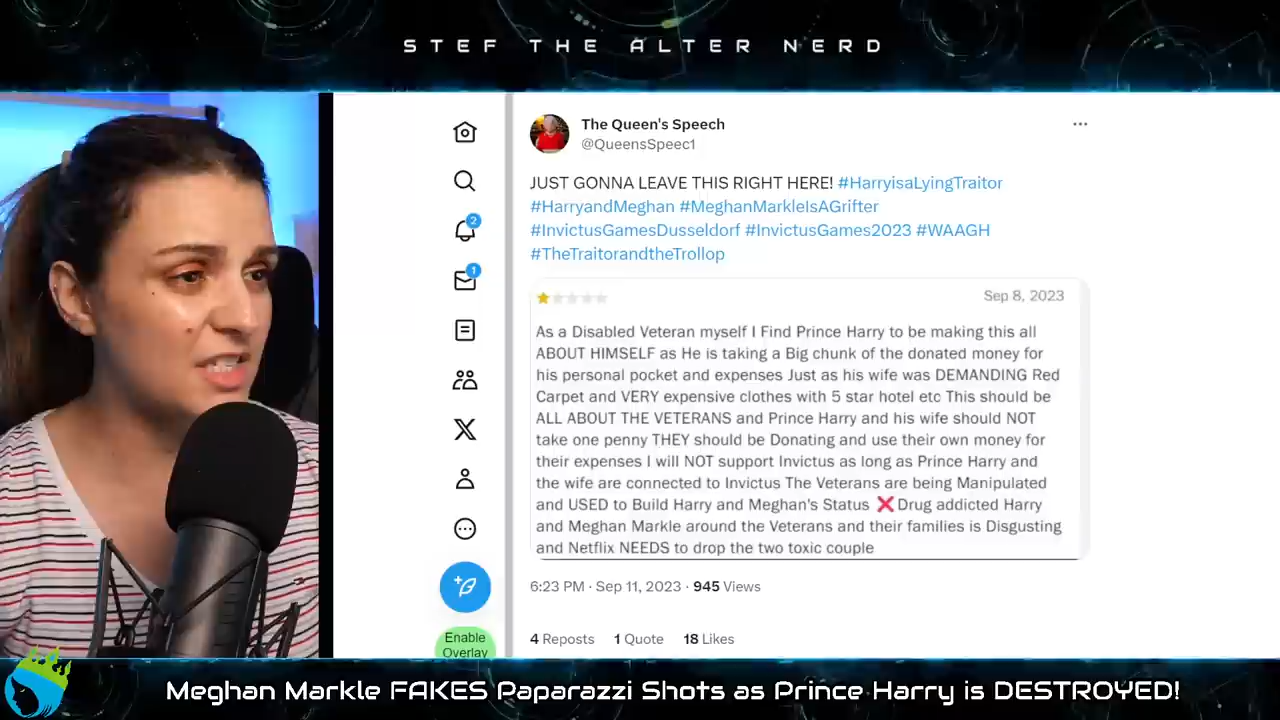 STEF THE ALTER NERD
The Queen's Speech
@QueensSpeec1
JUST GONNA LEAVE THIS RIGHT HERE! #HarryisaLyingTraitor
#HarryandMeghan #MeghanMarkleIsAGrifter
#InvictusGamesDusseldorf #InvictusGames2023 #WAAGH
#TheTraitorandtheTrollop
Sep 8, 2023
As a Disabled Veteran myself I Find Prince Harry to be making this all
ABOUT HIMSELF as He is taking a Big chunk of the donated money for
his personal pocket and expenses Just as his wife was DEMANDING Red
Carpet and VERY expensive clothes with 5 star hotel etc This should be
ALL ABOUT THE VETERANS and Prince Harry and his wife should NOT
take one penny THEY should be Donating and use their own money for
their expenses I will NOT support Invictus as long as Prince Harry and
the wife are connected to Invictus The Veterans are being Manipulated
and USED to Build Harry and Meghan's Status ❌Drug addicted Harry
and Meghan Markle around the Veterans and their families is Disgusting
and Netflix NEEDS to drop the two toxic couple
6:23 PM · Sep 11, 2023 · 945 Views
4 Reposts 1 Quote 18 Likes
2
1
Enable
Overlay
Meghan Markle FAKES Paparazzi Shots as Prince Harry is DESTROYED!